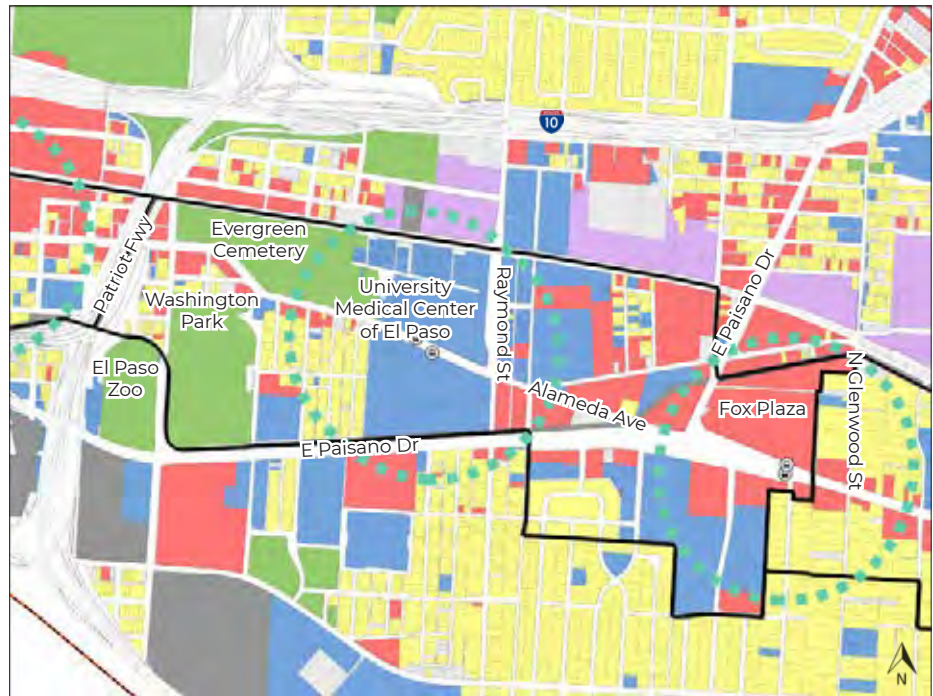 10
Patriot Fwy
Evergreen
Cemetery
Washington
Park
El Paso
Zoo
University
Medical Center
of El Paso
Raymond St
E Paisano Dr
Alameda Ave
E Paisano Dr
Fox Plaza
N Glenwood St
N